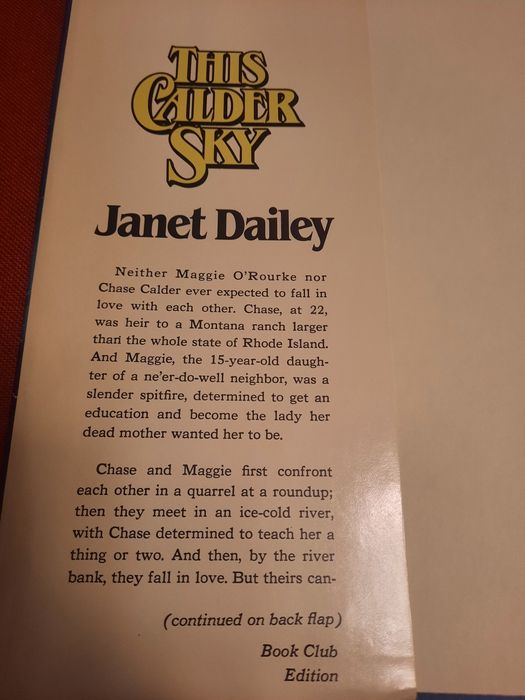 THIS
CALDER
SKY
Janet Dailey
Neither Maggie O'Rourke nor
Chase Calder ever expected to fall in
love with each other. Chase, at 22,
was heir to a Montana ranch larger
than the whole state of Rhode Island.
And Maggie, the 15-year-old daugh-
ter of a ne'er-do-well neighbor, was a
slender spitfire, determined to get an
education and become the lady her
dead mother wanted her to be.
Chase and Maggie first confront
each other in a quarrel at a roundup;
then they meet in an ice-cold river,
with Chase determined to teach her a
thing or two. And then, by the river
bank, they fall in love. But theirs can-
(continued on back flap)
Book Club
Edition